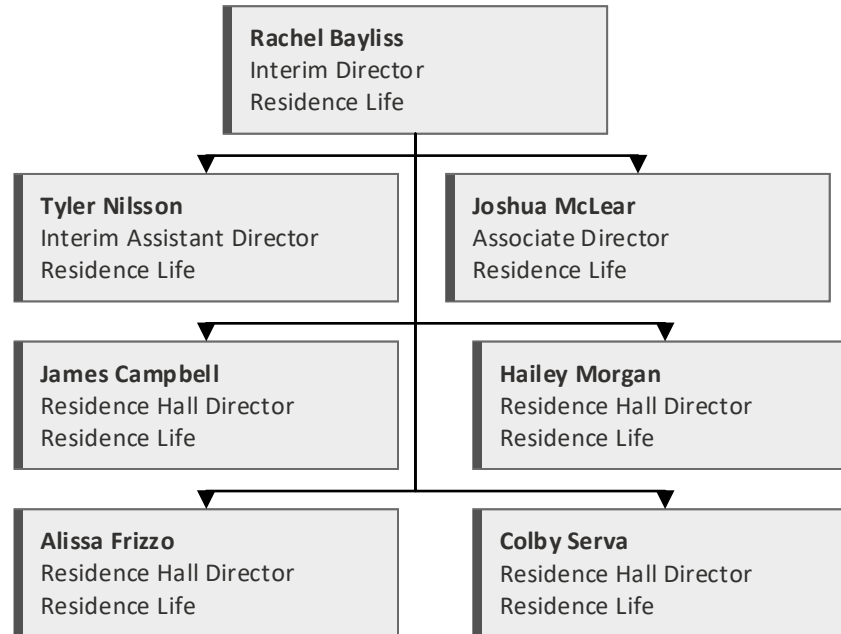 Rachel Bayliss
Interim Director
Residence Life
Tyler Nilsson
Interim Assistant Director
Residence Life
Joshua McLear
Associate Director
Residence Life
James Campbell
Residence Hall Director
Residence Life
Hailey Morgan
Residence Hall Director
Residence Life
Alissa Frizzo
Residence Hall Director
Residence Life
Colby Serva
Residence Hall Director
Residence Life